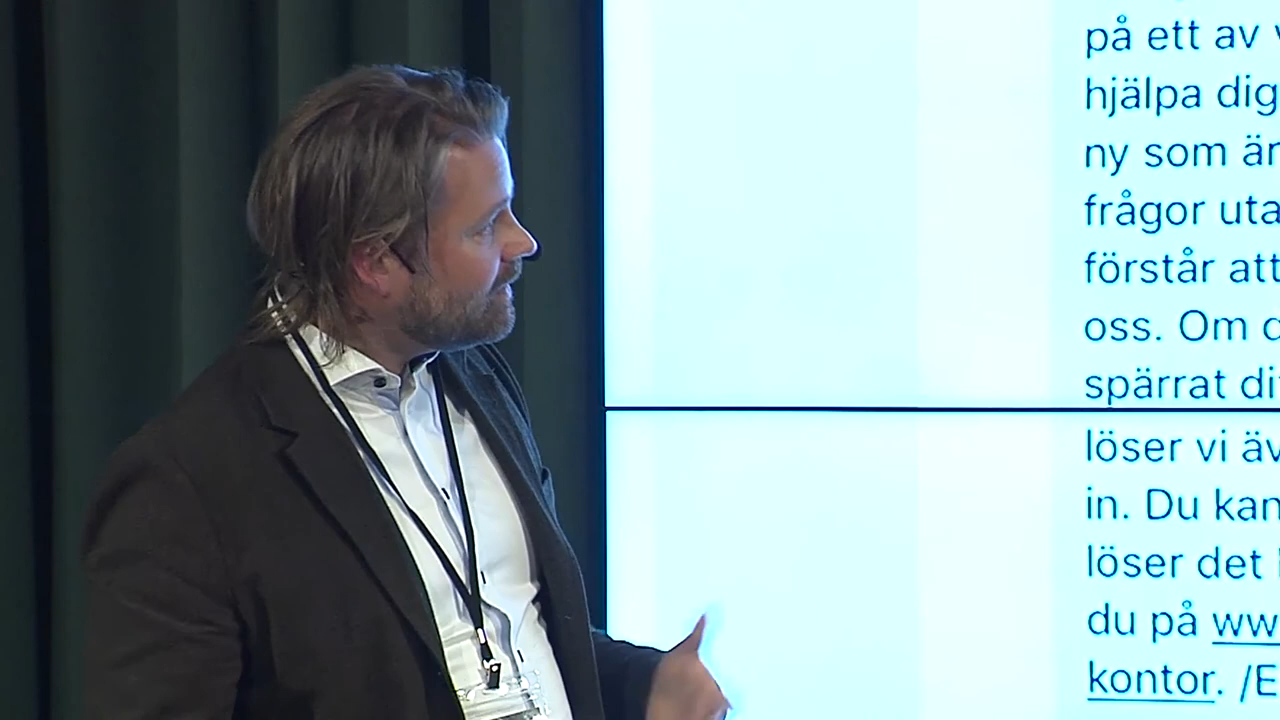 på ett av
hjälpa dig
ny som är
frågor uta
förstår att
oss. Om
spärrat di
löser vi äv
in. Du kan
löser det
du på ww
kontor. /E